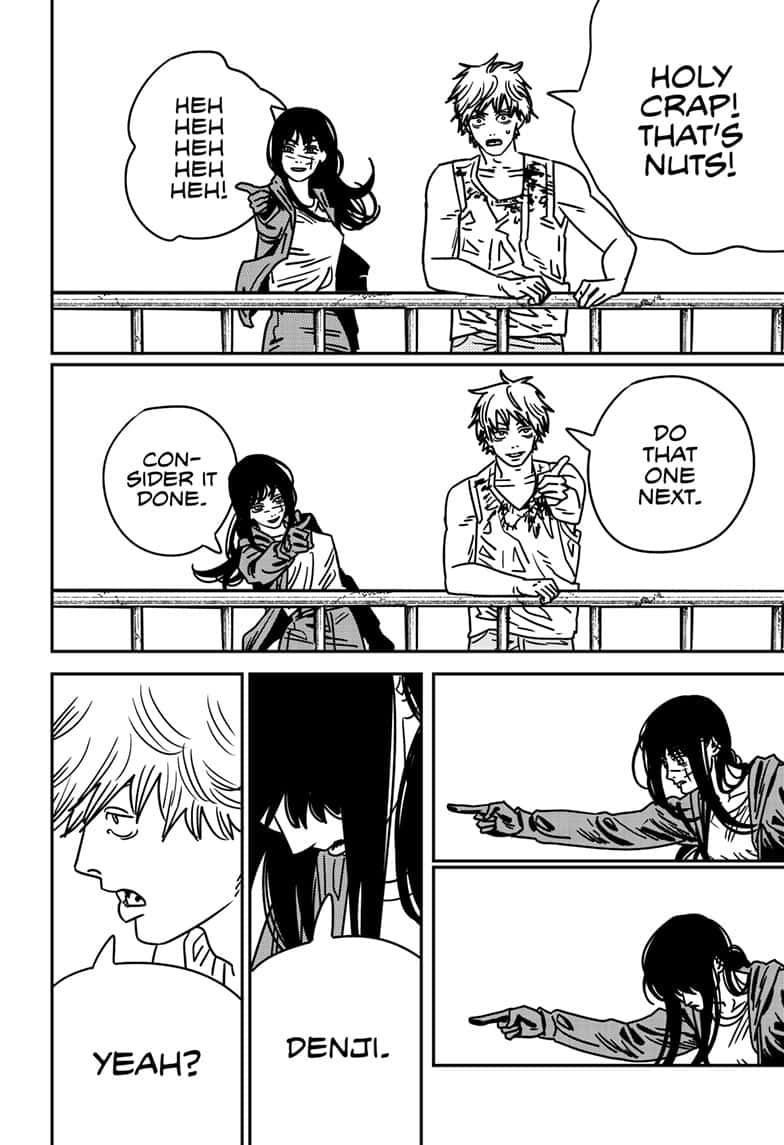 HOLY
CRAP!
THAT'S
NUTS!
HEH
HEH
HEH
HEH
HEH!
DO
THAT
ONE
NEXT.
CON-
SIDER IT
DONE.
DENJI.
YEAH?